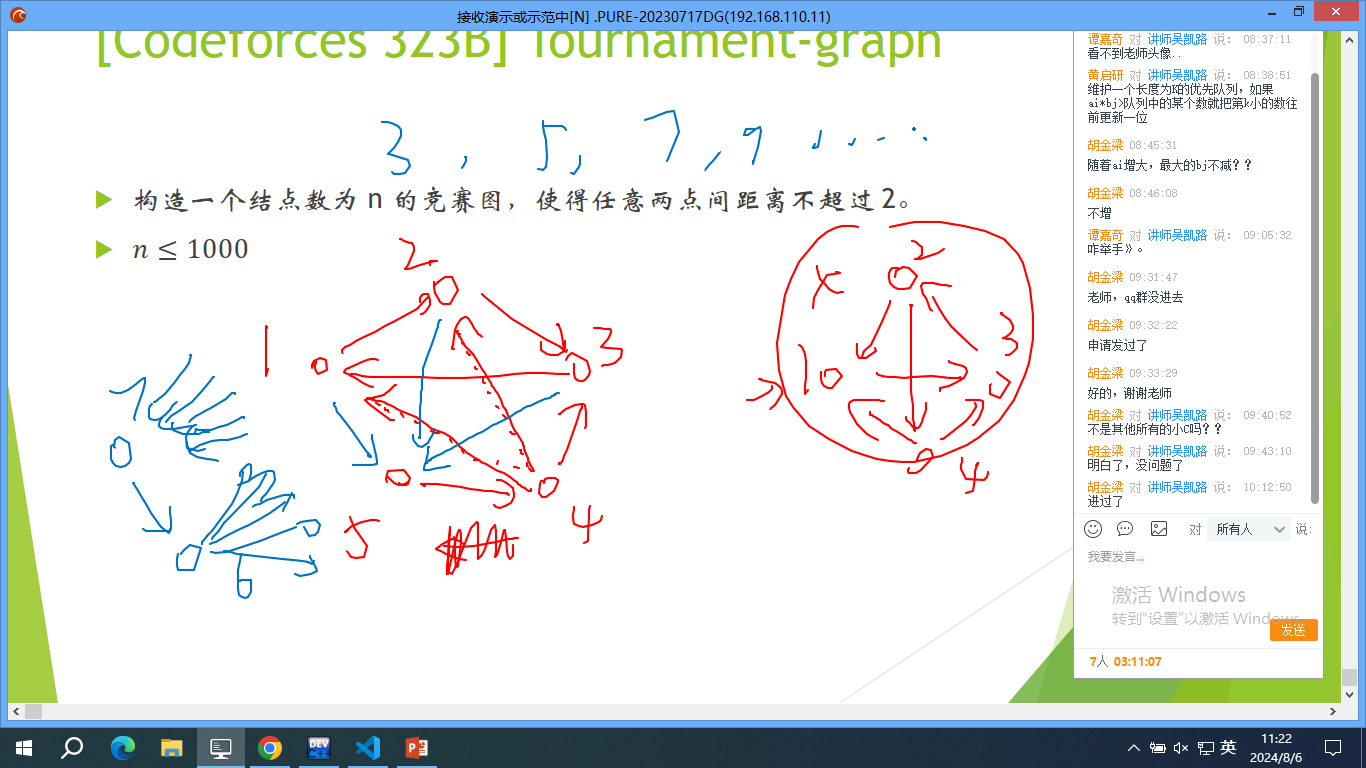 接收演示或示范中[N] .PURE-20230717DG(192.168.110.11)
[Codeforces 323B] Tournament-graph
3 , 5, 7, 9 . . . . .
构造一个结点数为 n 的竞赛图，使得任意两点间距离不超过 2。
n ≤ 1000
2
1
3
5
4
7
6
2
3
1
4
谭嘉奇 对 讲师吴凯路 说： 08:37:11
看不到老师头像..
黄启研 对 讲师吴凯路 说： 08:38:51
维护一个长度为K的优先队列，如果
ai*bj>队列中的某个数就把第k小的数往
前更新一位
胡金梁 08:45:31
随着ai增大，最大的bj不减？？
胡金梁 08:46:08
不增
谭嘉奇 对 讲师吴凯路 说： 09:05:32
咋举手》。
胡金梁 09:31:47
老师，qq群没进去
胡金梁 09:32:22
申请发过了
胡金梁 09:33:29
好的，谢谢老师
胡金梁 对 讲师吴凯路 说： 09:40:52
不是其他所有的小C吗？？
胡金梁 对 讲师吴凯路 说： 09:43:10
明白了，没问题了
胡金梁 对 讲师吴凯路 说： 10:12:50
进过了
对 所有人 说：
我要发言...
激活 Windows
转到"设置"以激活 Windows。
发送
7人 03:11:07
DEV
英
11:22
2024/8/6